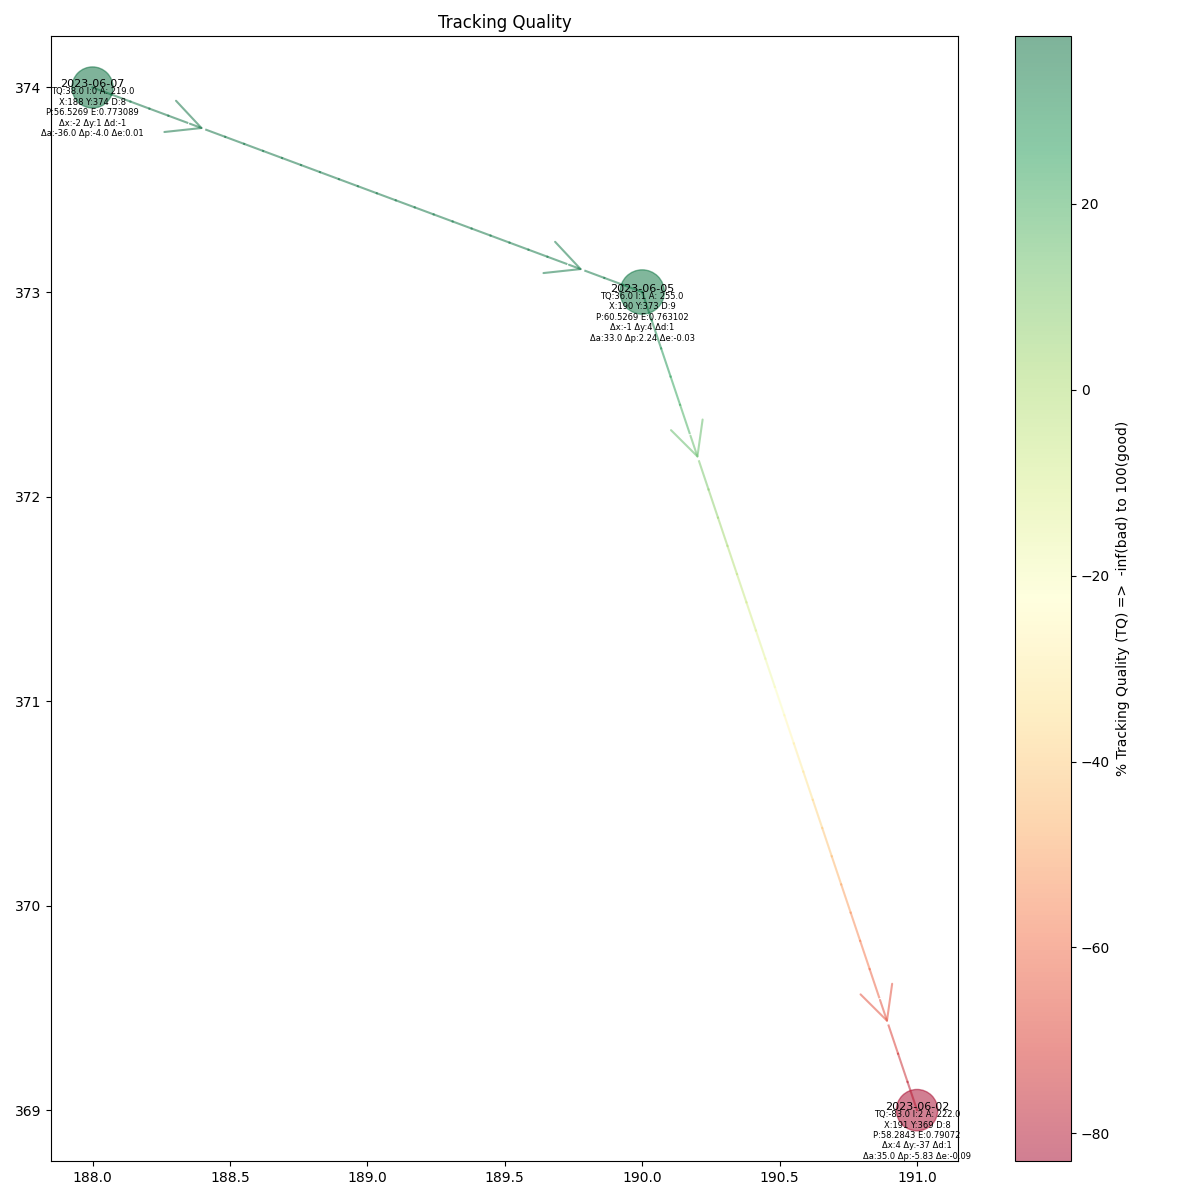 Tracking Quality
374
373
372
371
370
369
188.0
188.5
189.0
189.5
190.0
190.5
191.0
2023-06-07
TQ:38.0 I:0 A: 219.0
X:188 Y:374 D:8
P:56.5269 E:0.773089
Δx:-2 Δy:1 Δd:-1
Δa:-36.0 Δp:-4.0 Δe:0.01
2023-06-05
TQ:36.0 I:1 A: 255.0
X:190 Y:373 D:9
P:60.5269 E:0.763102
Δx:-1 Δy:4 Δd:1
Δa:33.0 Δp:2.24 Δe:-0.03
2023-06-02
TQ:-83.0 I:2 A: 222.0
X:191 Y:369 D:8
P:58.2843 E:0.79072
Δx:4 Δy:-37 Δd:1
Δa:35.0 Δp:-5.83 Δe:-0.09
20
0
−20
−40
−60
−80
% Tracking Quality (TQ) => -inf(bad) to 100(good)